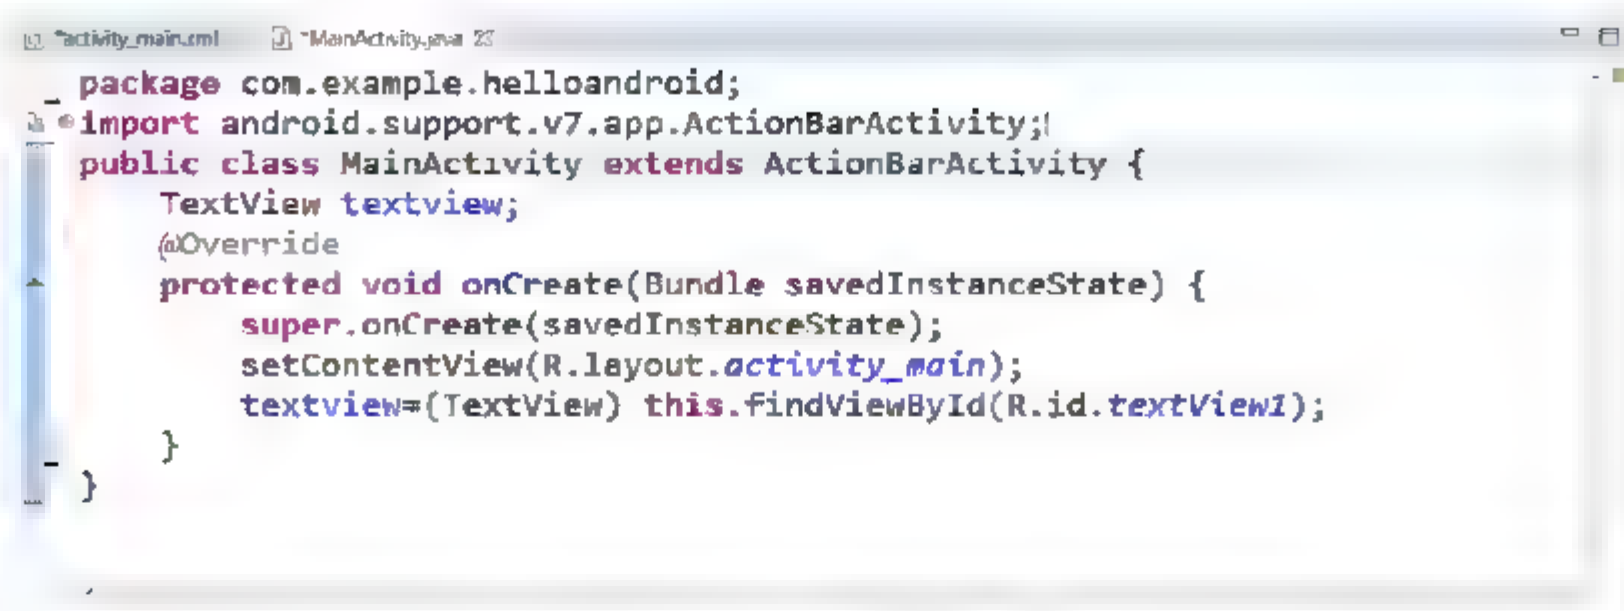 *activity_main.xml *MainActivity.java
package com.example.helloandroid;
import android.support.v7.app.ActionBarActivity;
public class MainActivity extends ActionBarActivity {
    TextView textview;
    @Override
    protected void onCreate(Bundle savedInstanceState) {
        super.onCreate(savedInstanceState);
        setContentView(R.layout.activity_main);
        textview=(TextView) this.findViewById(R.id.textView1);
    }
}